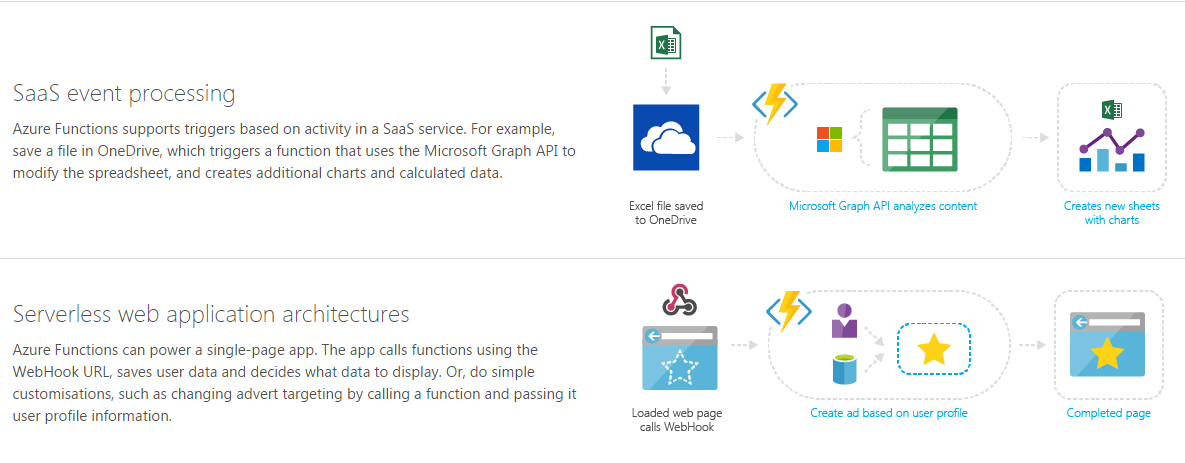 SaaS event processing
Azure Functions supports triggers based on activity in a SaaS service. For example,
save a file in OneDrive, which triggers a function that uses the Microsoft Graph API to
modify the spreadsheet, and creates additional charts and calculated data.
Excel file saved
to OneDrive
Microsoft Graph API analyzes content
Creates new sheets
with charts
Serverless web application architectures
Azure Functions can power a single-page app. The app calls functions using the
WebHook URL, saves user data and decides what data to display. Or, do simple
customisations, such as changing advert targeting by calling a function and passing it
user profile information.
Loaded web page
calls WebHook
Create ad based on user profile
Completed page